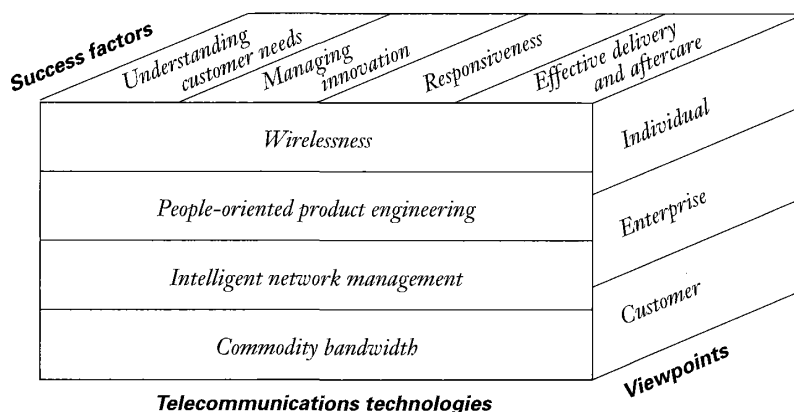 Success factors
Understanding
customer needs
Managing
innovation
Responsiveness
Effective delivery
and aftercare
Wirelessness
People-oriented product engineering
Intelligent network management
Commodity bandwidth
Individual
Enterprise
Customer
Telecommunications technologies
Viewpoints